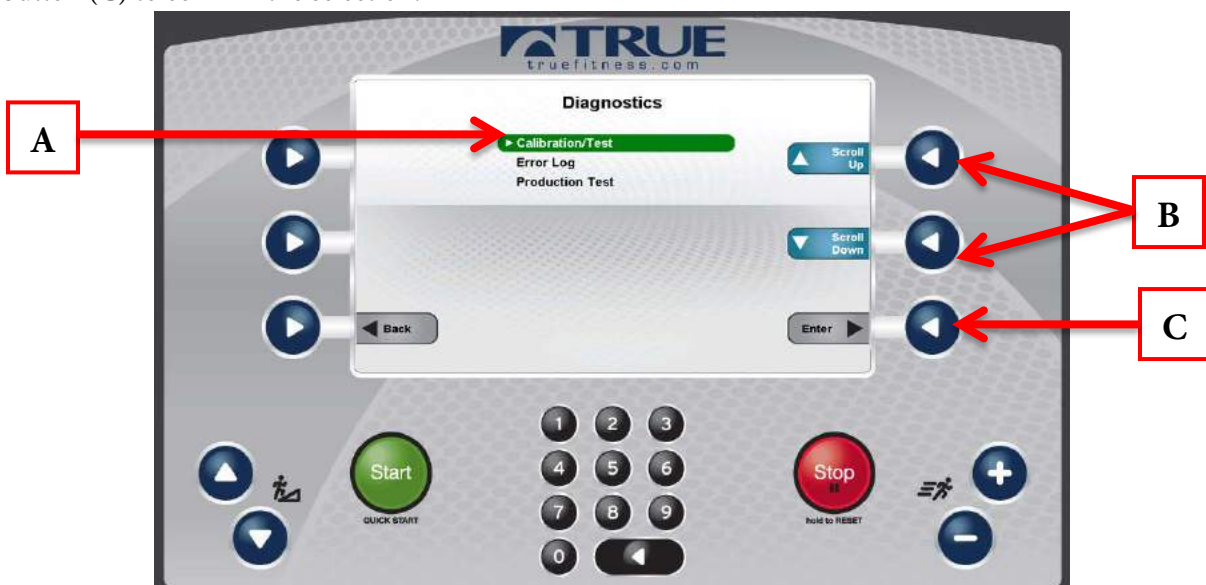 TRUE
truefitness.com
Diagnostics
A
Calibration/Test
Error Log
Production Test
Scroll
Up
B
Scroll
Down
Back
Enter
C
1 2 3
4 5 6
7 8 9
0
Start
QUICK START
Stop
hold to RESET